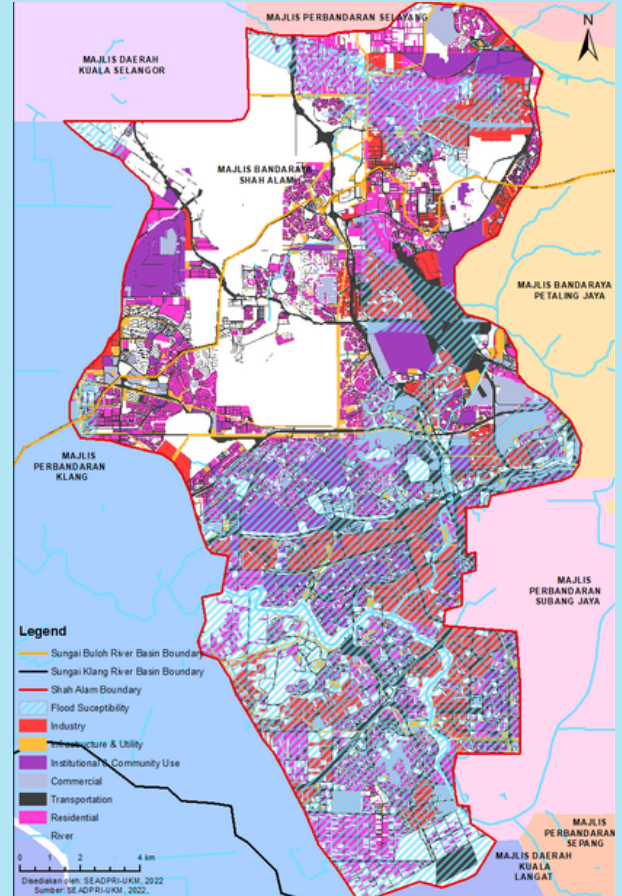 MAJLIS PERBANDARAN SELAYANG
N
MAJLIS DAERAH
KUALA SELANGOR
MAJLIS BANDARAYA
SHAH ALAM
MAJLIS BANDARAYA
PETALING JAYA
MAJLIS
PERBANDARAN
KLANG
MAJLIS
PERBANDARAN
SUBANG JAYA
Legend
Sungai Buloh River Basin Boundary
Sungai Klang River Basin Boundary
Shah Alam Boundary
Flood Suceptibility
Industry
Infrastructure & Utility
Institutional & Community Use
Commercial
Transportation
Residential
River
0 1 2 4 km
Disediakan oleh: SEADPRI-UKM, 2022
Sumber: SEADPRI-UKM, 2022,
MAJLIS
PERBANDARAN
SEPANG
MAJLIS DAERAH
KUALA
LANGAT